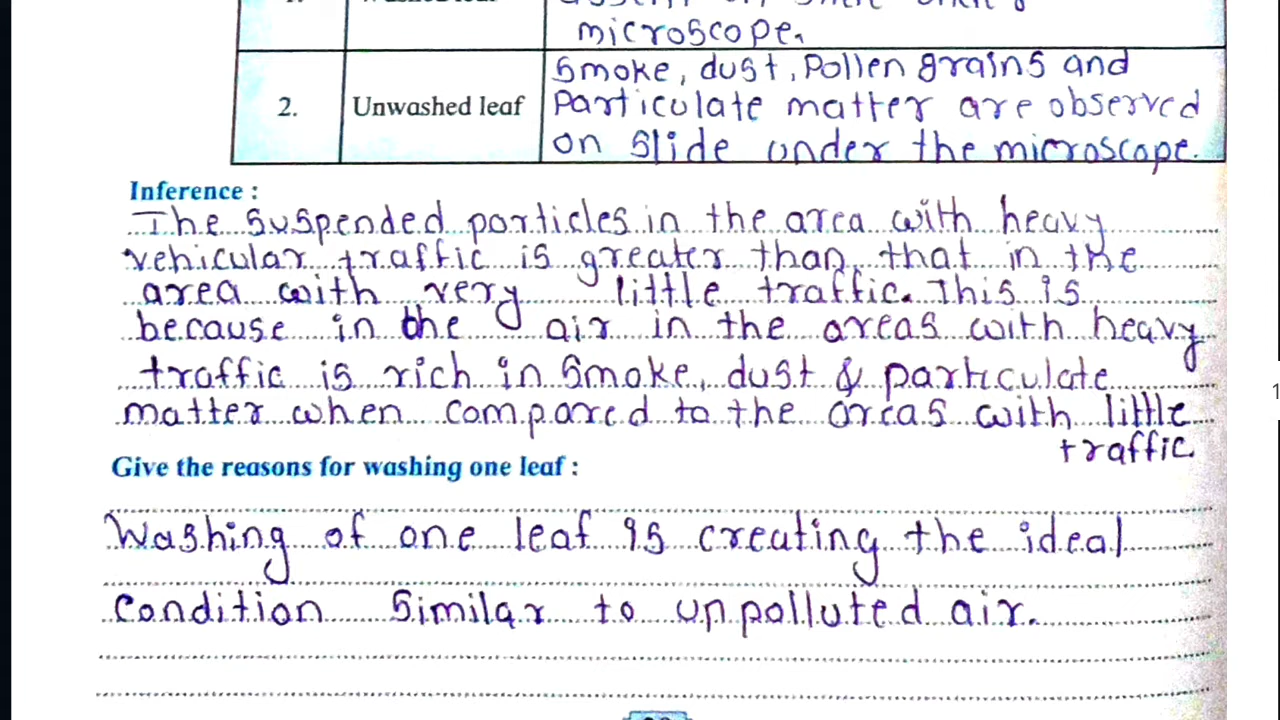 microscope.
2. Unwashed leaf
Smoke, dust, Pollen grains and
Particulate matter are observed
on Slide under the microscope.
Inference :
The suspended particles in the area with heavy
vehicular traffic is greater than that in the
area with very little traffic. This is
because in the air in the areas with heavy
traffic is rich in Smoke, dust & particulate
matter when compared to the areas with little
traffic
Give the reasons for washing one leaf :
Washing of one leaf is creating the ideal
Condition Similar to unpolluted air.
1